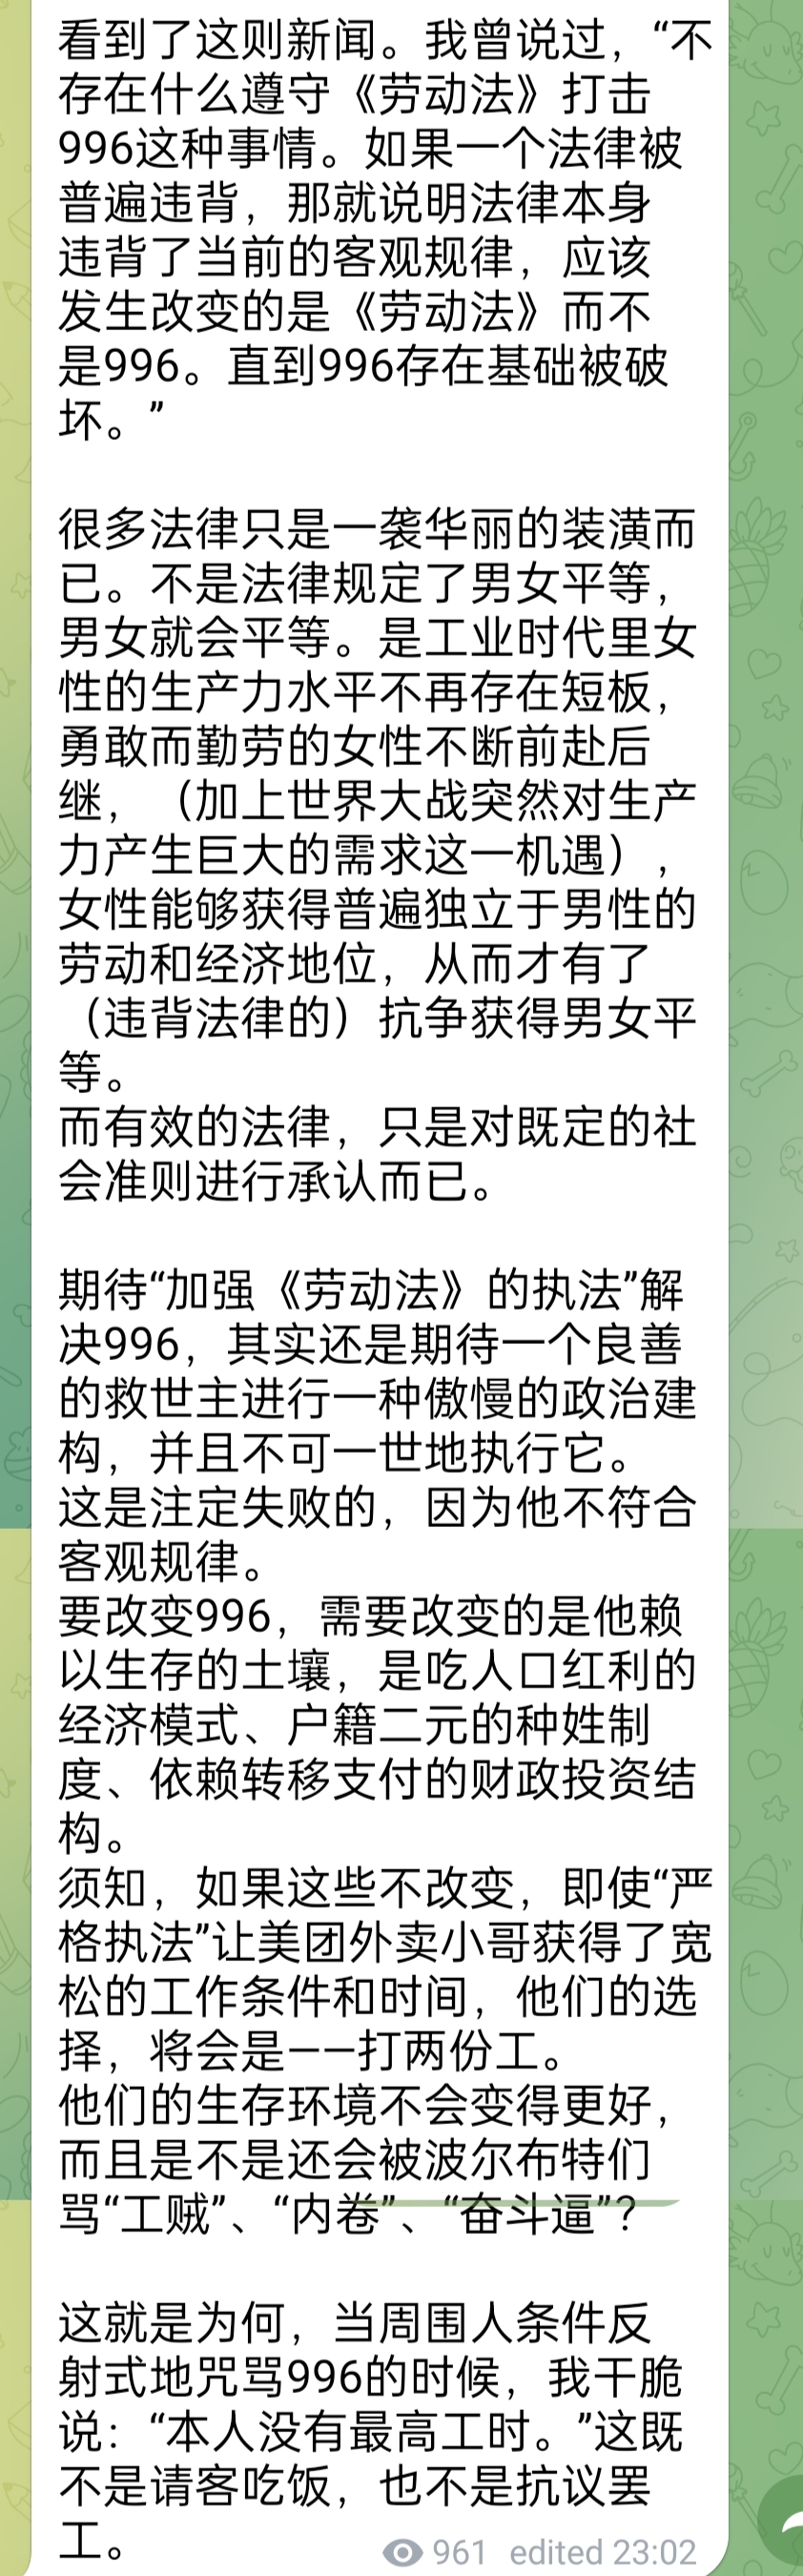 看到了这则新闻。我曾说过，“不
存在什么遵守《劳动法》打击
996这种事情。如果一个法律被
普遍违背，那就说明法律本身
违背了当前的客观规律，应该
发生改变的是《劳动法》而不
是996。直到996存在基础被破
坏。”
很多法律只是一袭华丽的装潢而
已。不是法律规定了男女平等，
男女就会平等。是工业时代里女
性的生产力水平不再存在短板，
勇敢而勤劳的女性不断前赴后
继，（加上世界大战突然对生产
力产生巨大的需求这一机遇），
女性能够获得普遍独立于男性的
劳动和经济地位，从而才有了
（违背法律的）抗争获得男女平
等。
而有效的法律，只是对既定的社
会准则进行承认而已。
期待“加强《劳动法》的执法”解
决996，其实还是期待一个良善
的救世主进行一种傲慢的政治建
构，并且不可一世地执行它。
这是注定失败的，因为他不符合
客观规律。
要改变996，需要改变的是他赖
以生存的土壤，是吃人口红利的
经济模式、户籍二元的种姓制
度、依赖转移支付的财政投资结
构。
须知，如果这些不改变，即使“严
格执法”让美团外卖小哥获得了宽
松的工作条件和时间，他们的选
择，将会是——打两份工。
他们的生存环境不会变得更好，
而且是不是还会被波尔布特们
骂“工贼”、“内卷”、“奋斗逼”？
这就是为何，当周围人条件反
射式地咒骂996的时候，我干脆
说：“本人没有最高工时。”这既
不是请客吃饭，也不是抗议罢
工。
961 edited 23:02